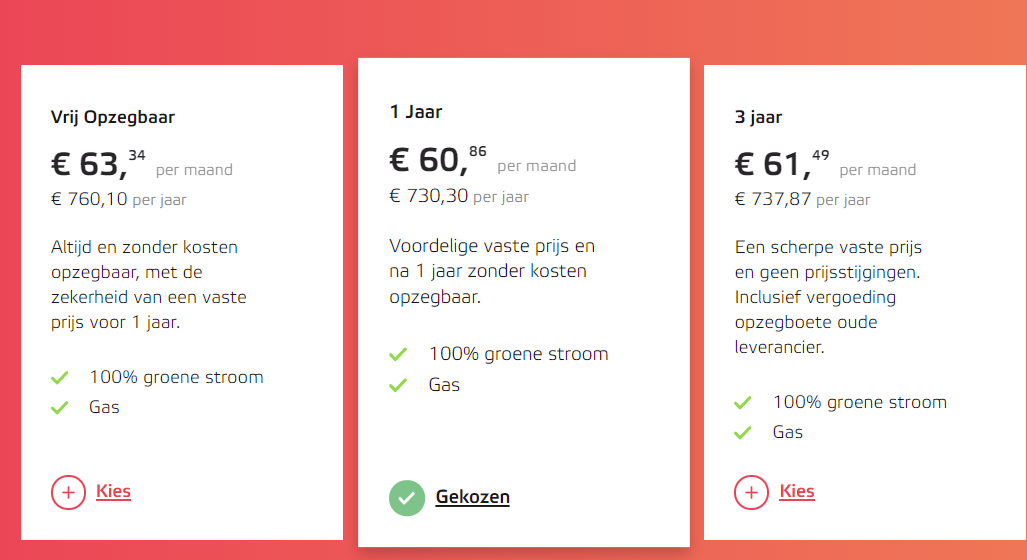 Vrij Opzegbaar
€ 63,34 per maand
€ 760,10 per jaar
Altijd en zonder kosten
opzegbaar, met de
zekerheid van een vaste
prijs voor 1 jaar.
100% groene stroom
Gas
Kies
1 Jaar
€ 60,86 per maand
€ 730,30 per jaar
Voordelige vaste prijs en
na 1 jaar zonder kosten
opzegbaar.
100% groene stroom
Gas
Gekozen
3 jaar
€ 61,49 per maand
€ 737,87 per jaar
Een scherpe vaste prijs
en geen prijsstijgingen.
Inclusief vergoeding
opzegboete oude
leverancier.
100% groene stroom
Gas
Kies